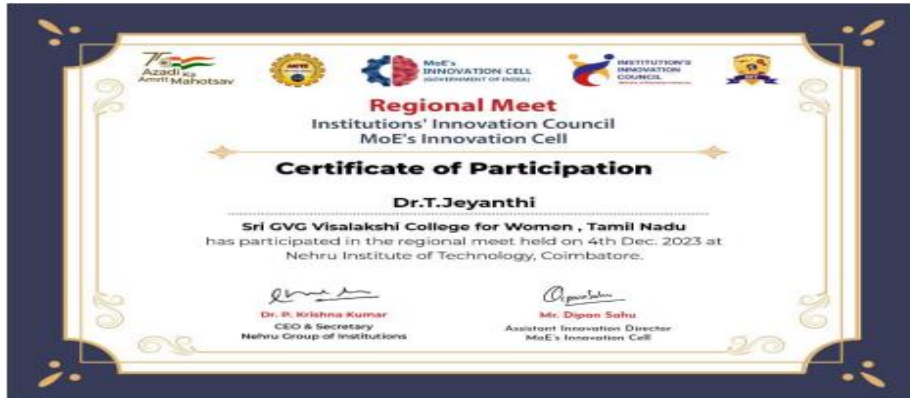 75
Azadi Ka
Amrit Mahotsav
MoE's
INNOVATION CELL
(GOVERNMENT OF INDIA)
INSTITUTION'S
INNOVATION
COUNCIL
Regional Meet
Institutions' Innovation Council
MoE's Innovation Cell
Certificate of Participation
Dr.T.Jeyanthi
Sri GVG Visalakshi College for Women , Tamil Nadu
has participated in the regional meet held on 4th Dec. 2023 at
Nehru Institute of Technology, Coimbatore.
Dr. P. Krishna Kumar
CEO & Secretary
Nehru Group of Institutions
Mr. Dipan Sahu
Assistant Innovation Director
MoE's Innovation Cell